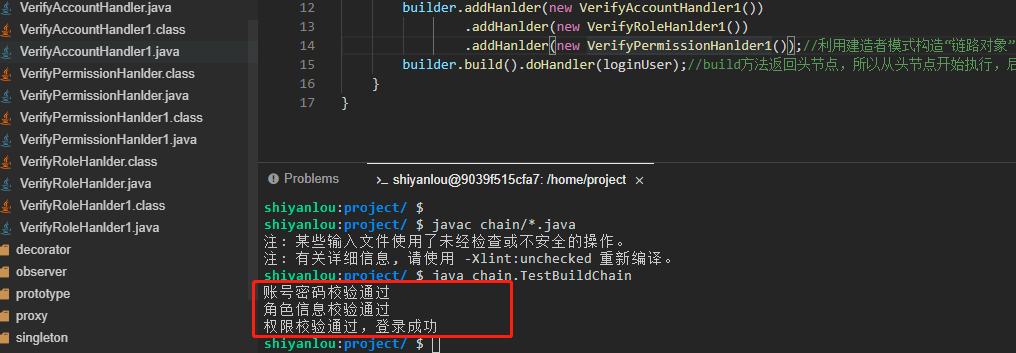 VerifyAccountHandler.java
VerifyAccountHandler1.class
VerifyAccountHandler1.java
VerifyPermissionHanlder.class
VerifyPermissionHanlder.java
VerifyPermissionHanlder1.class
VerifyPermissionHanlder1.java
VerifyRoleHanlder.class
VerifyRoleHanlder.java
VerifyRoleHanlder1.class
VerifyRoleHanlder1.java
decorator
observer
prototype
proxy
singleton
12 builder.addHanlder(new VerifyAccountHandler1())
13 .addHanlder(new VerifyRoleHanlder1())
14 .addHanlder(new VerifyPermissionHanlder1());//利用建造者模式构造“链路对象”
15 builder.build().doHandler(loginUser);//build方法返回头节点，所以从头节点开始执行，后
16 }
17 }
Problems
shiyanlou@9039f515cfa7: /home/project ×
shiyanlou:project/ $
shiyanlou:project/ $ javac chain/*.java
注: 某些输入文件使用了未经检查或不安全的操作。
注: 有关详细信息, 请使用 -Xlint:unchecked 重新编译。
shiyanlou:project/ $ java chain.TestBuildChain
账号密码校验通过
角色信息校验通过
权限校验通过，登录成功
shiyanlou:project/ $